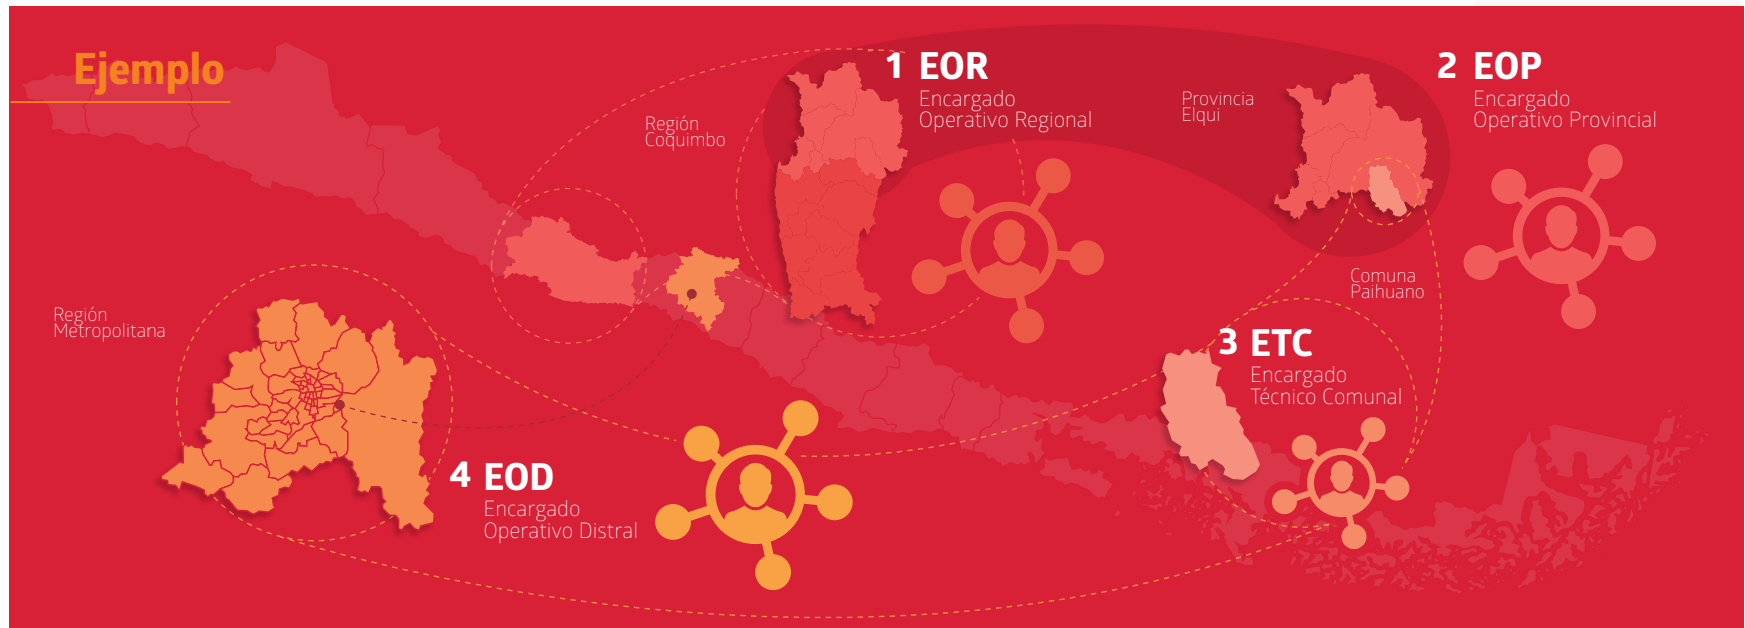 Ejemplo
Región
Coquimbo
1 EOR
Encargado
Operativo Regional
Provincia
Elqui
2 EOP
Encargado
Operativo Provincial
Comuna
Paihuano
3 ETC
Encargado
Técnico Comunal
Región
Metropolitana
4 EOD
Encargado
Operativo Distral